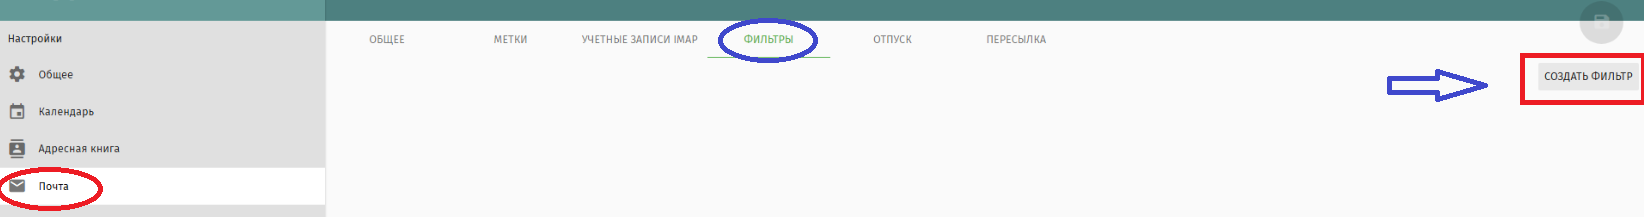 Настройки
ОБЩЕЕ МЕТКИ УЧЕТНЫЕ ЗАПИСИ IMAP ФИЛЬТРЫ ОТПУСК ПЕРЕСЫЛКА
Общее
СОЗДАТЬ ФИЛЬТР
Календарь
Адресная книга
Почта